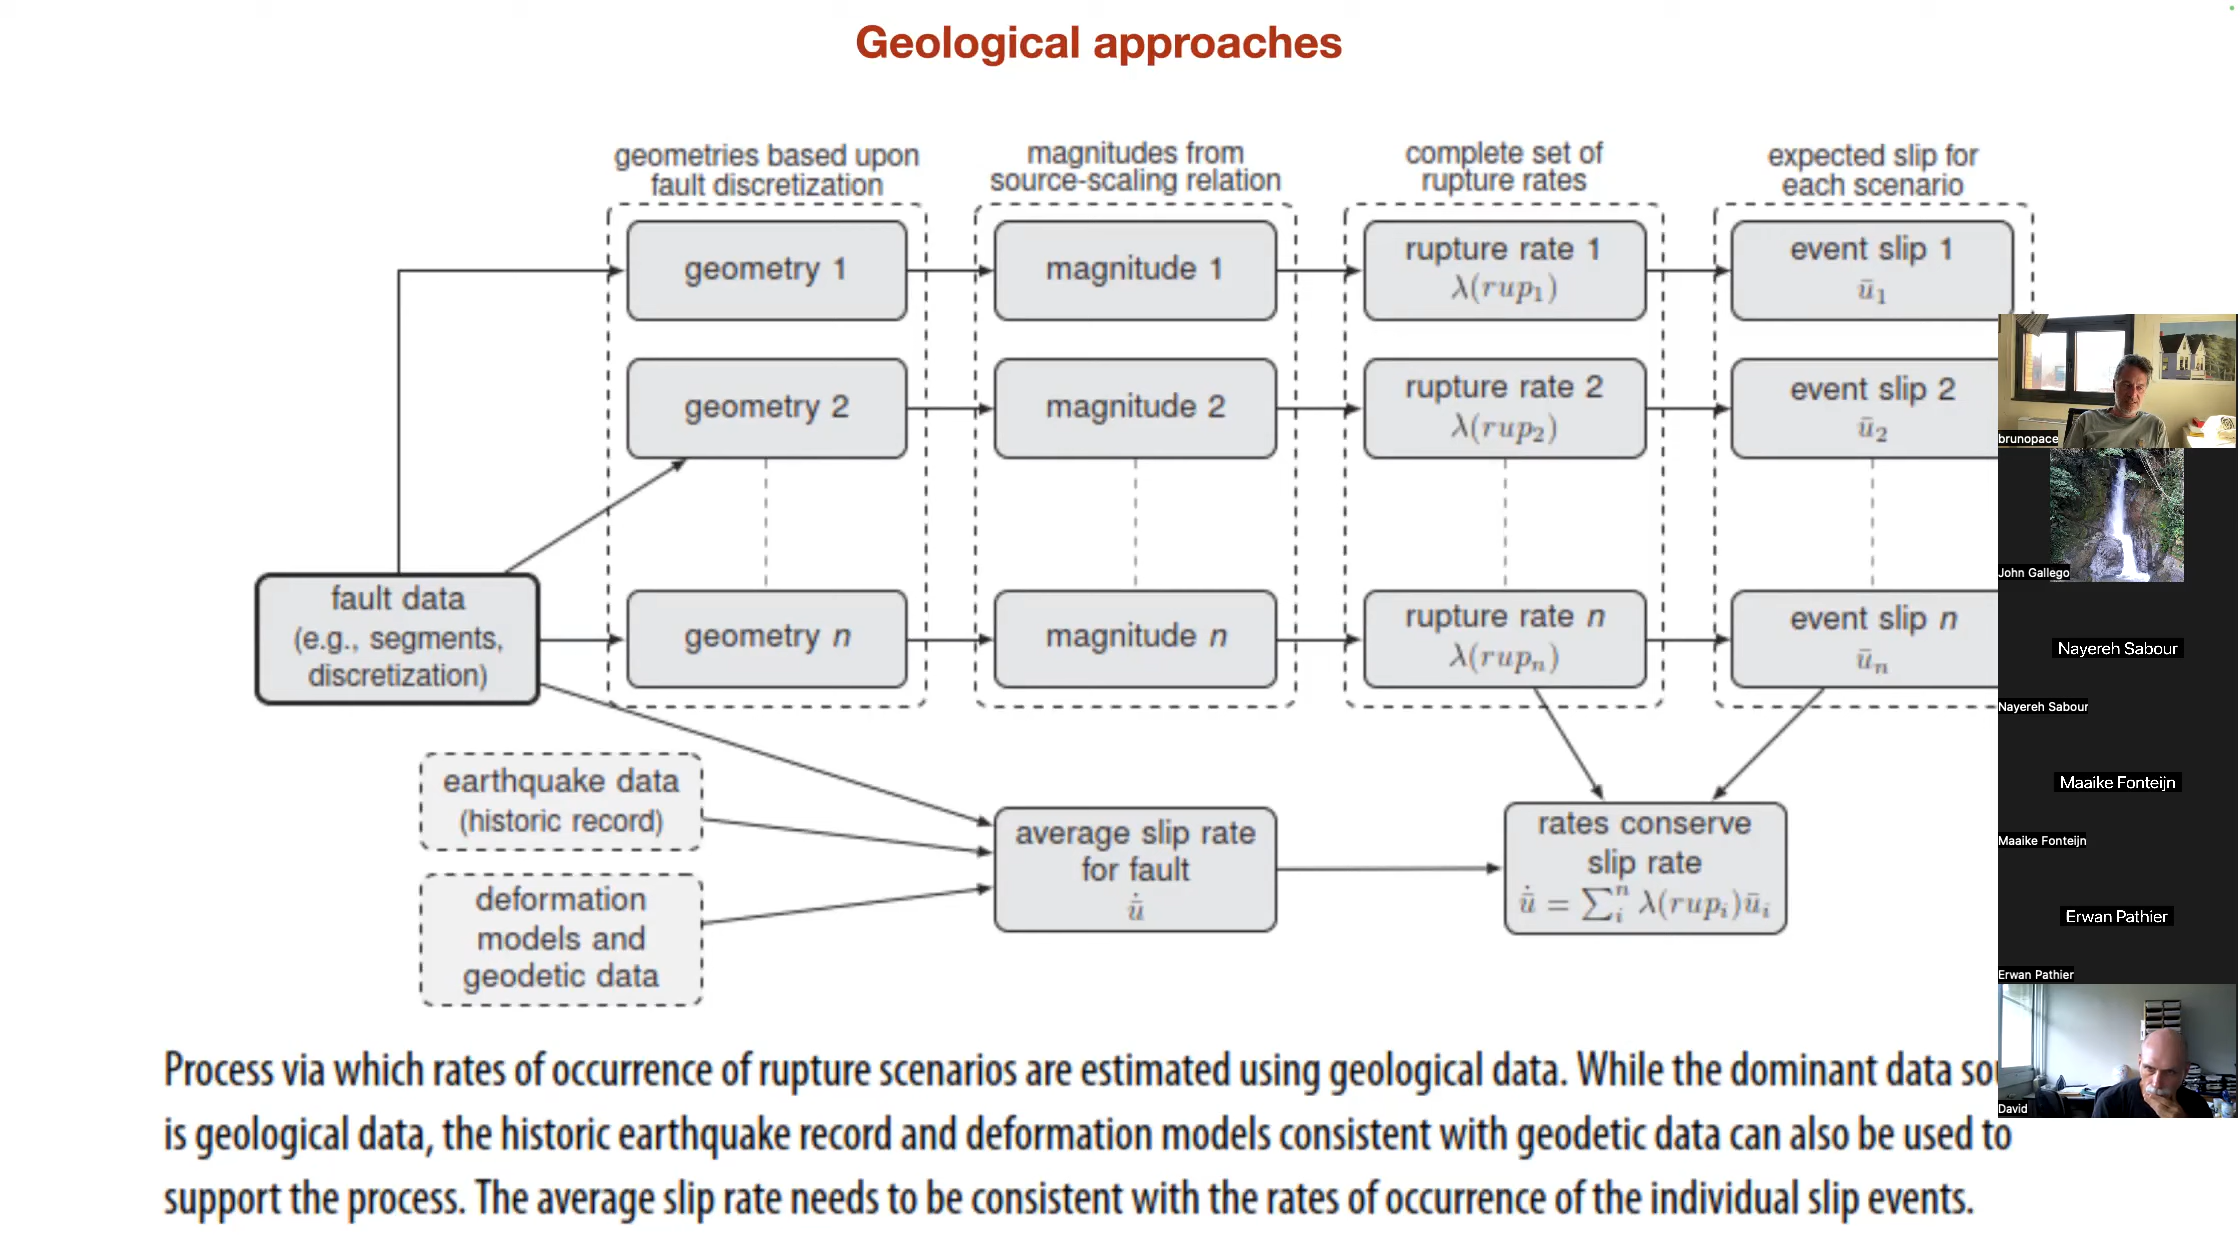 Geological approaches
geometries based upon
fault discretization
magnitudes from
source-scaling relation
complete set of
rupture rates
expected slip for
each scenario
geometry 1
magnitude 1
rupture rate 1
λ(rup₁)
event slip 1
ū₁
geometry 2
magnitude 2
rupture rate 2
λ(rup₂)
event slip 2
ū₂
fault data
(e.g., segments,
discretization)
geometry n
magnitude n
rupture rate n
λ(rupₙ)
event slip n
ūₙ
earthquake data
(historic record)
deformation
models and
geodetic data
average slip rate
for fault
ū̇
rates conserve
slip rate
ū̇ = ∑ᵢⁿ λ(rupᵢ)ūᵢ
Process via which rates of occurrence of rupture scenarios are estimated using geological data. While the dominant data
is geological data, the historic earthquake record and deformation models consistent with geodetic data can also be used to
support the process. The average slip rate needs to be consistent with the rates of occurrence of the individual slip events.
brunopace
John Gallego
Nayereh Sabour
Nayereh Sabour
Maaike Fonteijn
Maaike Fonteijn
Erwan Pathier
Erwan Pathier
David